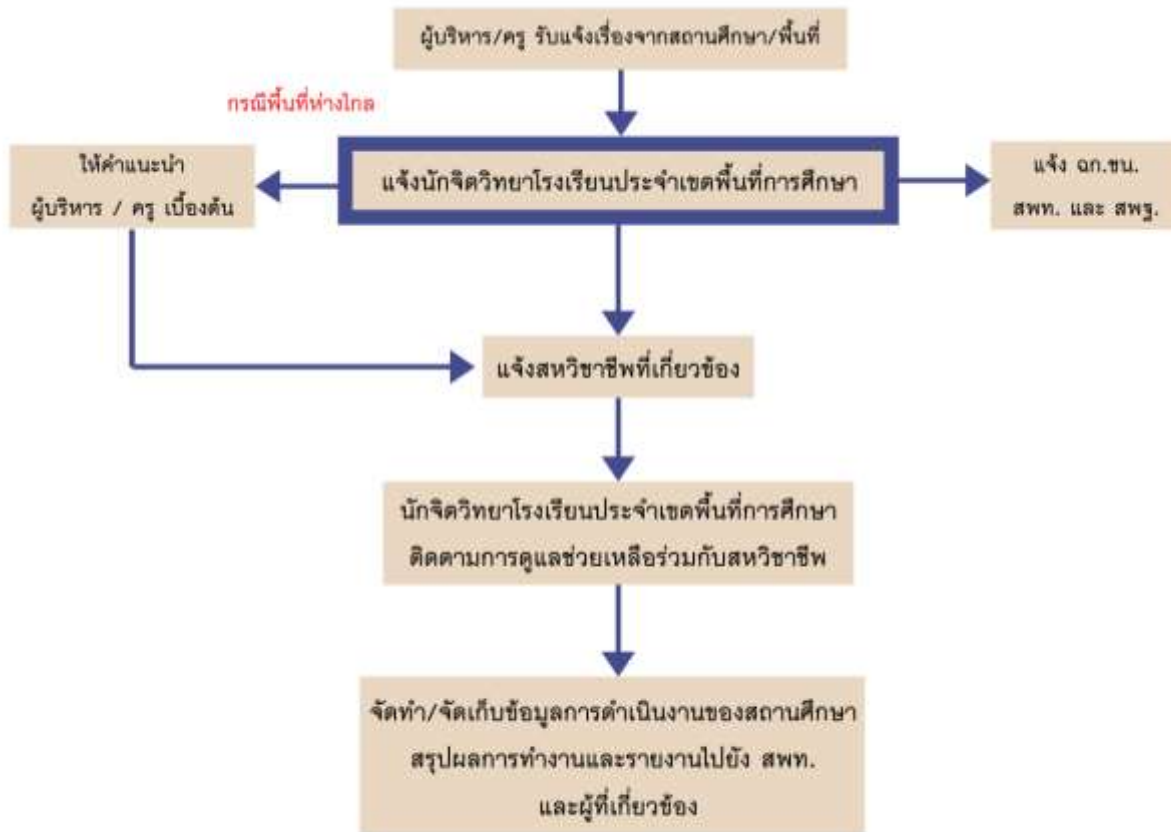 ผู้บริหาร/ครู รับแจ้งเรื่องจากสถานศึกษา/พื้นที่
กรณีพื้นที่ห่างไกล
ให้คำแนะนำ
ผู้บริหาร / ครู เบื้องต้น
แจ้งนักจิตวิทยาโรงเรียนประจำเขตพื้นที่การศึกษา
แจ้ง ฉก.ชน.
สพท. และ สพฐ.
แจ้งสหวิชาชีพที่เกี่ยวข้อง
นักจิตวิทยาโรงเรียนประจำเขตพื้นที่การศึกษา
ติดตามการดูแลช่วยเหลือร่วมกับสหวิชาชีพ
จัดทำ/จัดเก็บข้อมูลการดำเนินงานของสถานศึกษา
สรุปผลการทำงานและรายงานไปยัง สพท.
และผู้ที่เกี่ยวข้อง